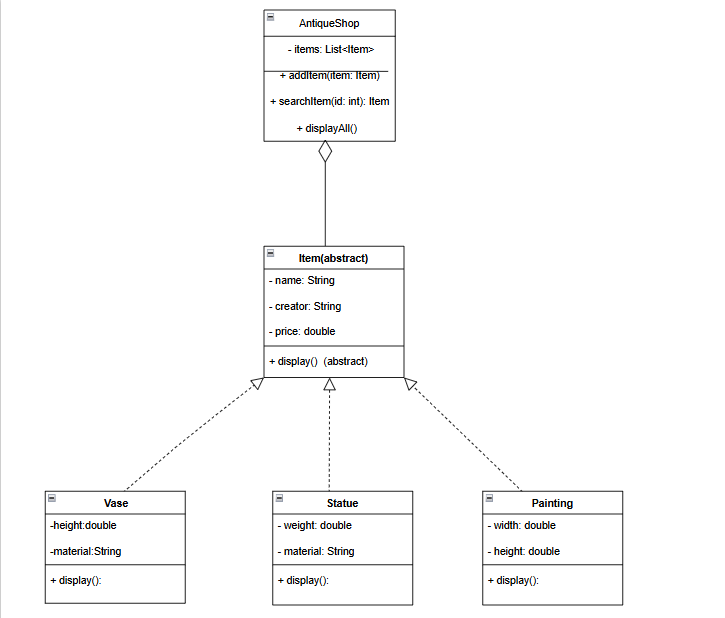 AntiqueShop
- items: List<Item>
+ addItem(item: Item)
+ searchItem(id: int): Item
+ displayAll()
Item(abstract)
- name: String
- creator: String
- price: double
+ display() (abstract)
Vase
-height:double
-material:String
+ display():
Statue
- weight: double
- material: String
+ display():
Painting
- width: double
- height: double
+ display():